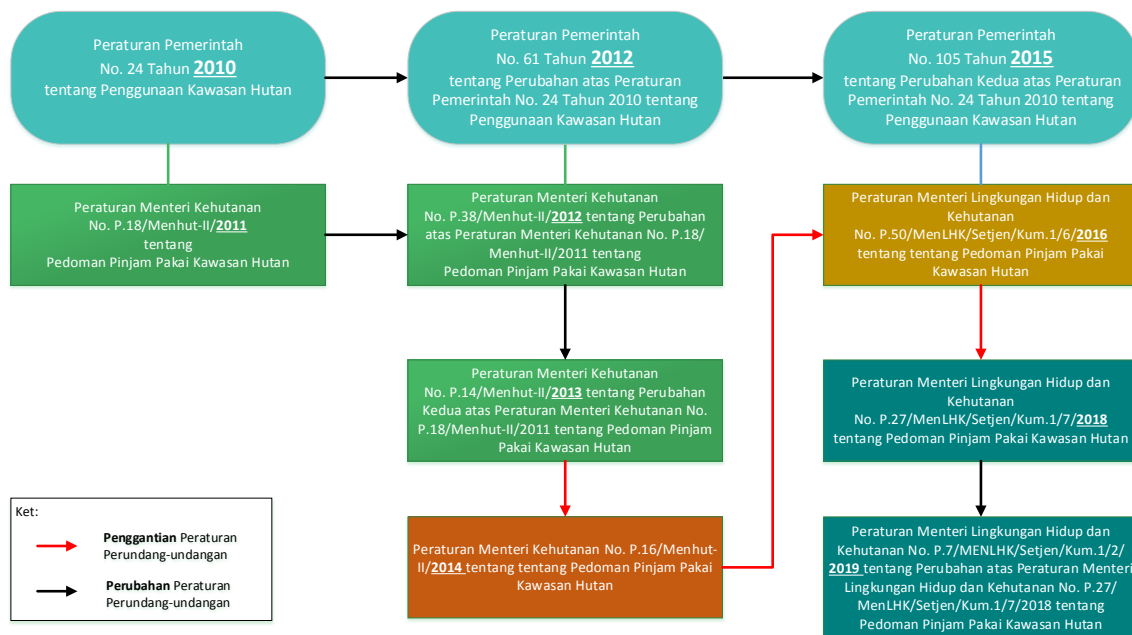 Peraturan Pemerintah
No. 24 Tahun 2010
tentang Penggunaan Kawasan Hutan
Peraturan Pemerintah
No. 61 Tahun 2012
tentang Perubahan atas Peraturan
Pemerintah No. 24 Tahun 2010 tentang
Penggunaan Kawasan Hutan
Peraturan Pemerintah
No. 105 Tahun 2015
tentang Perubahan Kedua atas Peraturan
Pemerintah No. 24 Tahun 2010 tentang
Penggunaan Kawasan Hutan
Peraturan Menteri Kehutanan
No. P.18/Menhut-II/2011
tentang
Pedoman Pinjam Pakai Kawasan Hutan
Peraturan Menteri Kehutanan
No. P.38/Menhut-II/2012 tentang Perubahan
atas Peraturan Menteri Kehutanan No. P.18/
Menhut-II/2011 tentang
Pedoman Pinjam Pakai Kawasan Hutan
Peraturan Menteri Lingkungan Hidup dan
Kehutanan
No. P.50/MenLHK/Setjen/Kum.1/6/2016
tentang tentang Pedoman Pinjam Pakai
Kawasan Hutan
Peraturan Menteri Kehutanan
No. P.14/Menhut-II/2013 tentang Perubahan
Kedua atas Peraturan Menteri Kehutanan No.
P.18/Menhut-II/2011 tentang Pedoman Pinjam
Pakai Kawasan Hutan
Peraturan Menteri Lingkungan Hidup dan
Kehutanan
No. P.27/MenLHK/Setjen/Kum.1/7/2018
tentang Pedoman Pinjam Pakai Kawasan Hutan
Peraturan Menteri Kehutanan No. P.16/Menhut-
II/2014 tentang tentang Pedoman Pinjam Pakai
Kawasan Hutan
Peraturan Menteri Lingkungan Hidup dan
Kehutanan No. P.7/MENLHK/Setjen/Kum.1/2/
2019 tentang Perubahan atas Peraturan Menteri
Lingkungan Hidup dan Kehutanan No. P.27/
MenLHK/Setjen/Kum.1/7/2018 tentang
Pedoman Pinjam Pakai Kawasan Hutan
Ket:
Penggantian Peraturan
Perundang-undangan
Perubahan Peraturan
Perundang-undangan